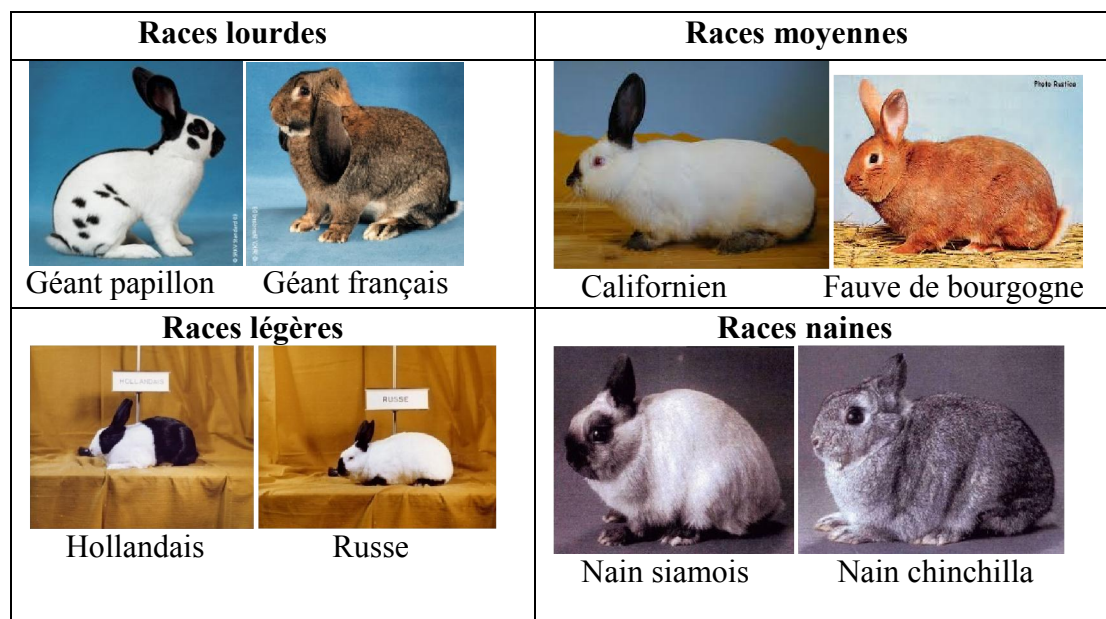 Races lourdes
Races moyennes
Photo Rustica
Géant papillon
Géant français
Californien
Fauve de bourgogne
Races légères
Races naines
HOLLANDAIS
RUSSE
Hollandais
Russe
Nain siamois
Nain chinchilla